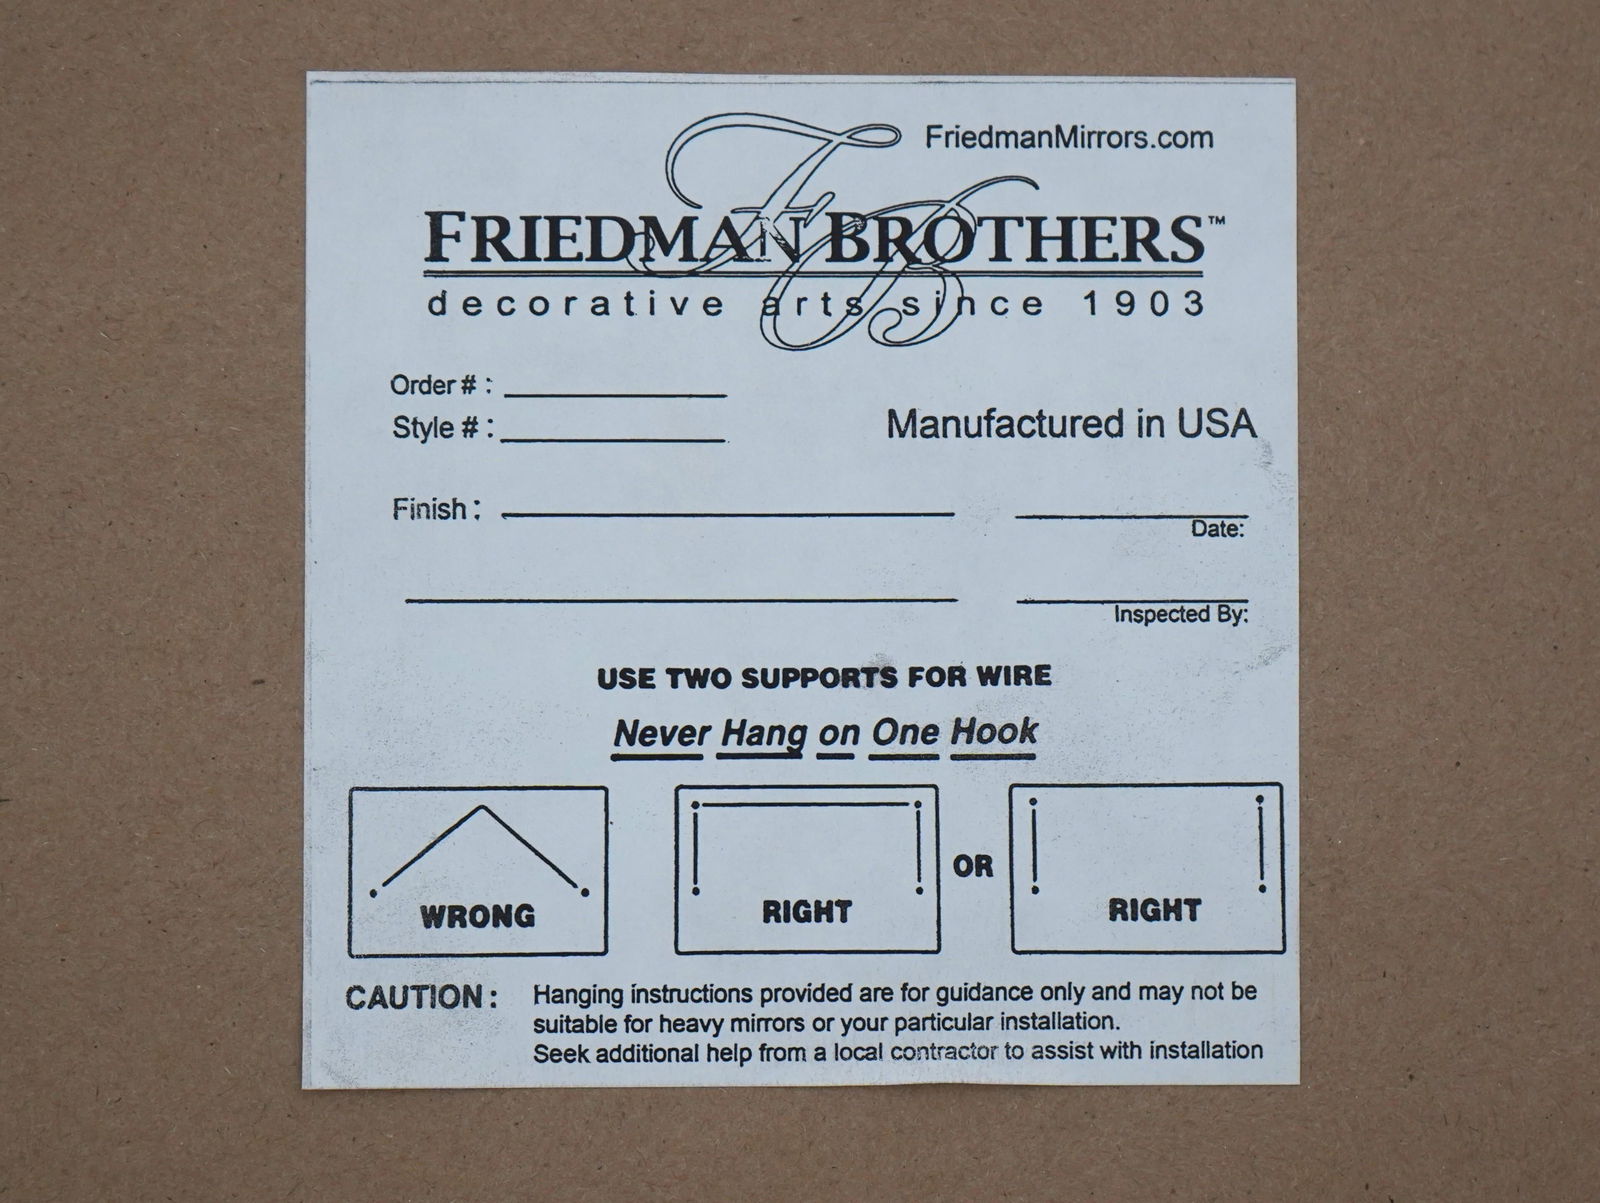 FriedmanMirrors.com
FRIEDMAN BROTHERS™
decorative arts since 1903
Order # :
Style # :
Manufactured in USA
Finish :
Date:
Inspected By:
USE TWO SUPPORTS FOR WIRE
Never Hang on One Hook
WRONG
RIGHT
OR
RIGHT
CAUTION : Hanging instructions provided are for guidance only and may not be
suitable for heavy mirrors or your particular installation.
Seek additional help from a local contractor to assist with installation